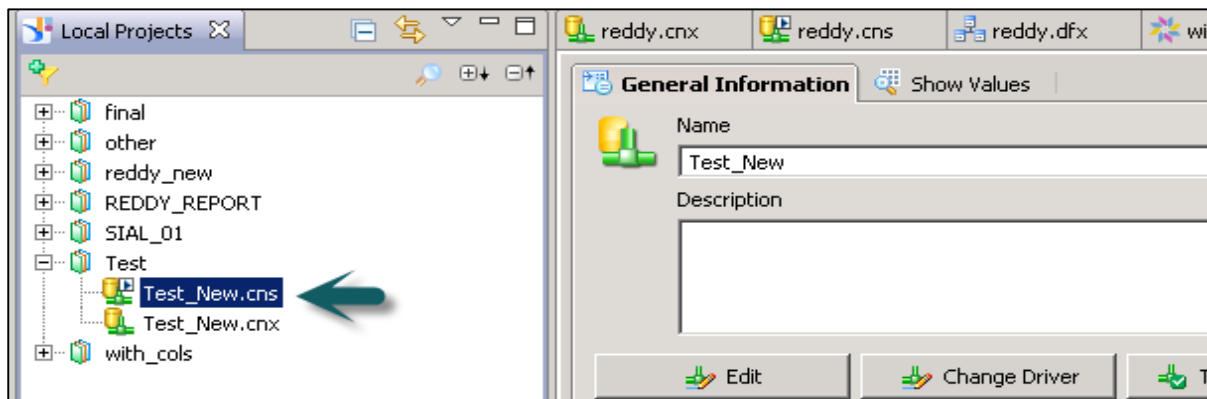 Local Projects
reddy.cnx
reddy.cns
reddy.dfx
General Information
Show Values
final
other
reddy_new
REDDY_REPORT
SIAL_01
Test
Test_New.cns
Test_New.cnx
with_cols
Name
Test_New
Description
Edit
Change Driver